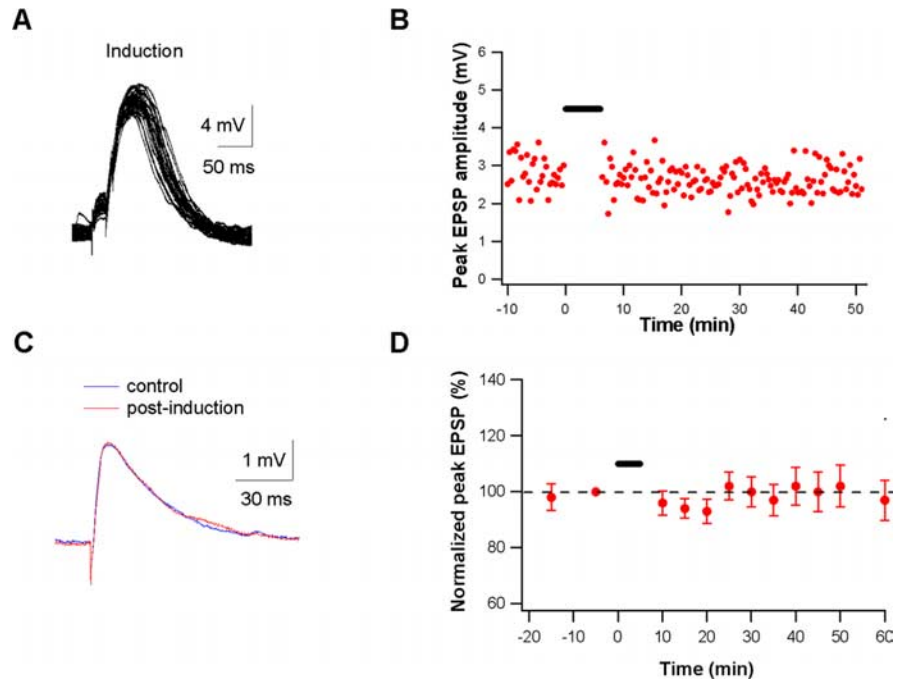 A
Induction
4 mV
50 ms
B
Peak EPSP amplitude (mV)
6
5
4
3
2
1
0
-10 0 10 20 30 40 50
Time (min)
C
control
post-induction
1 mV
30 ms
D
Normalized peak EPSP (%)
140
120
100
80
60
-20 -10 0 10 20 30 40 50 60
Time (min)